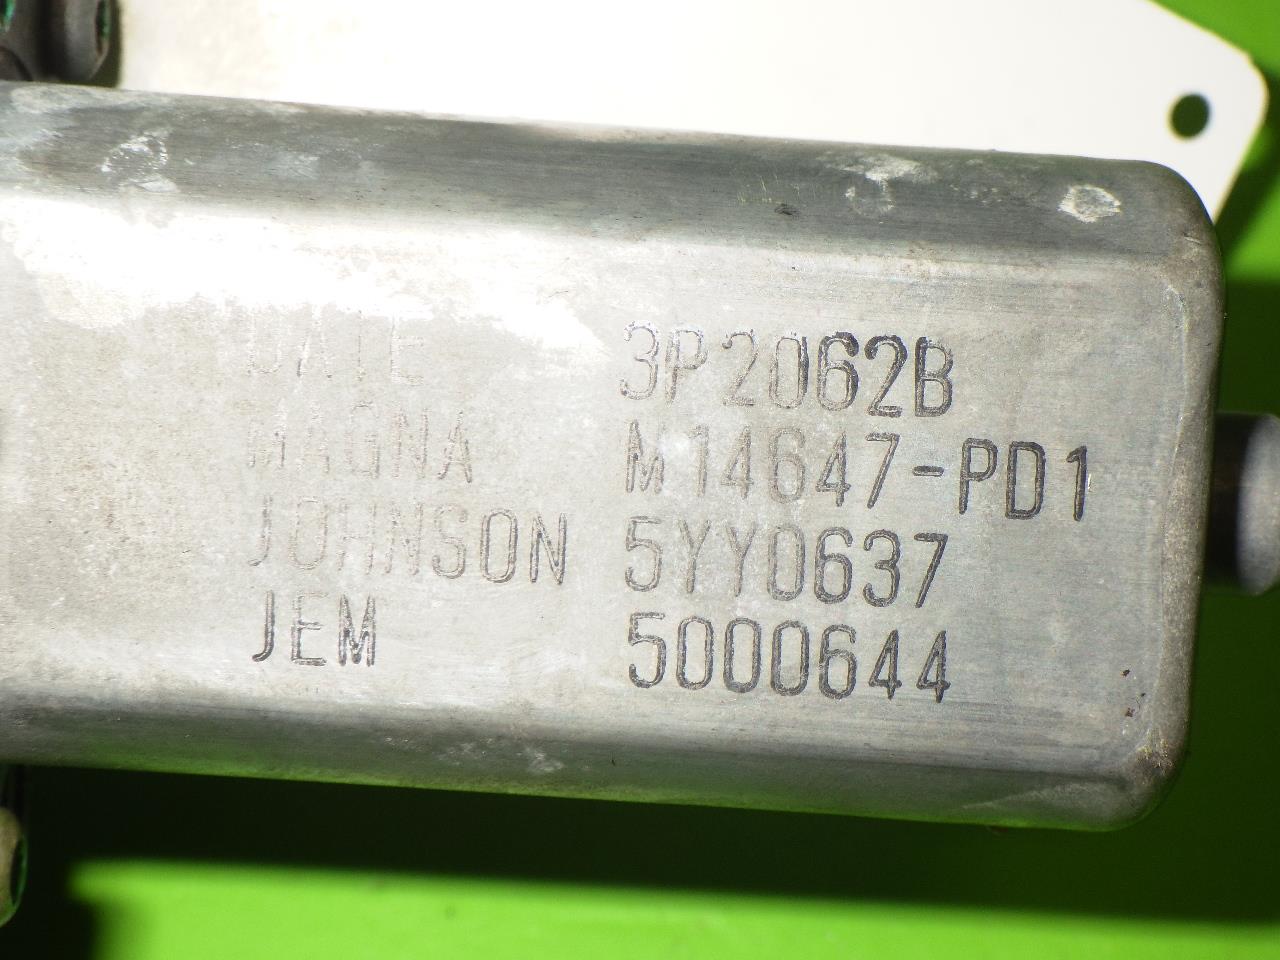 DATE 3P2062B
MAGNA M14647-PD1
JOHNSON 5YY0637
JEM 5000644